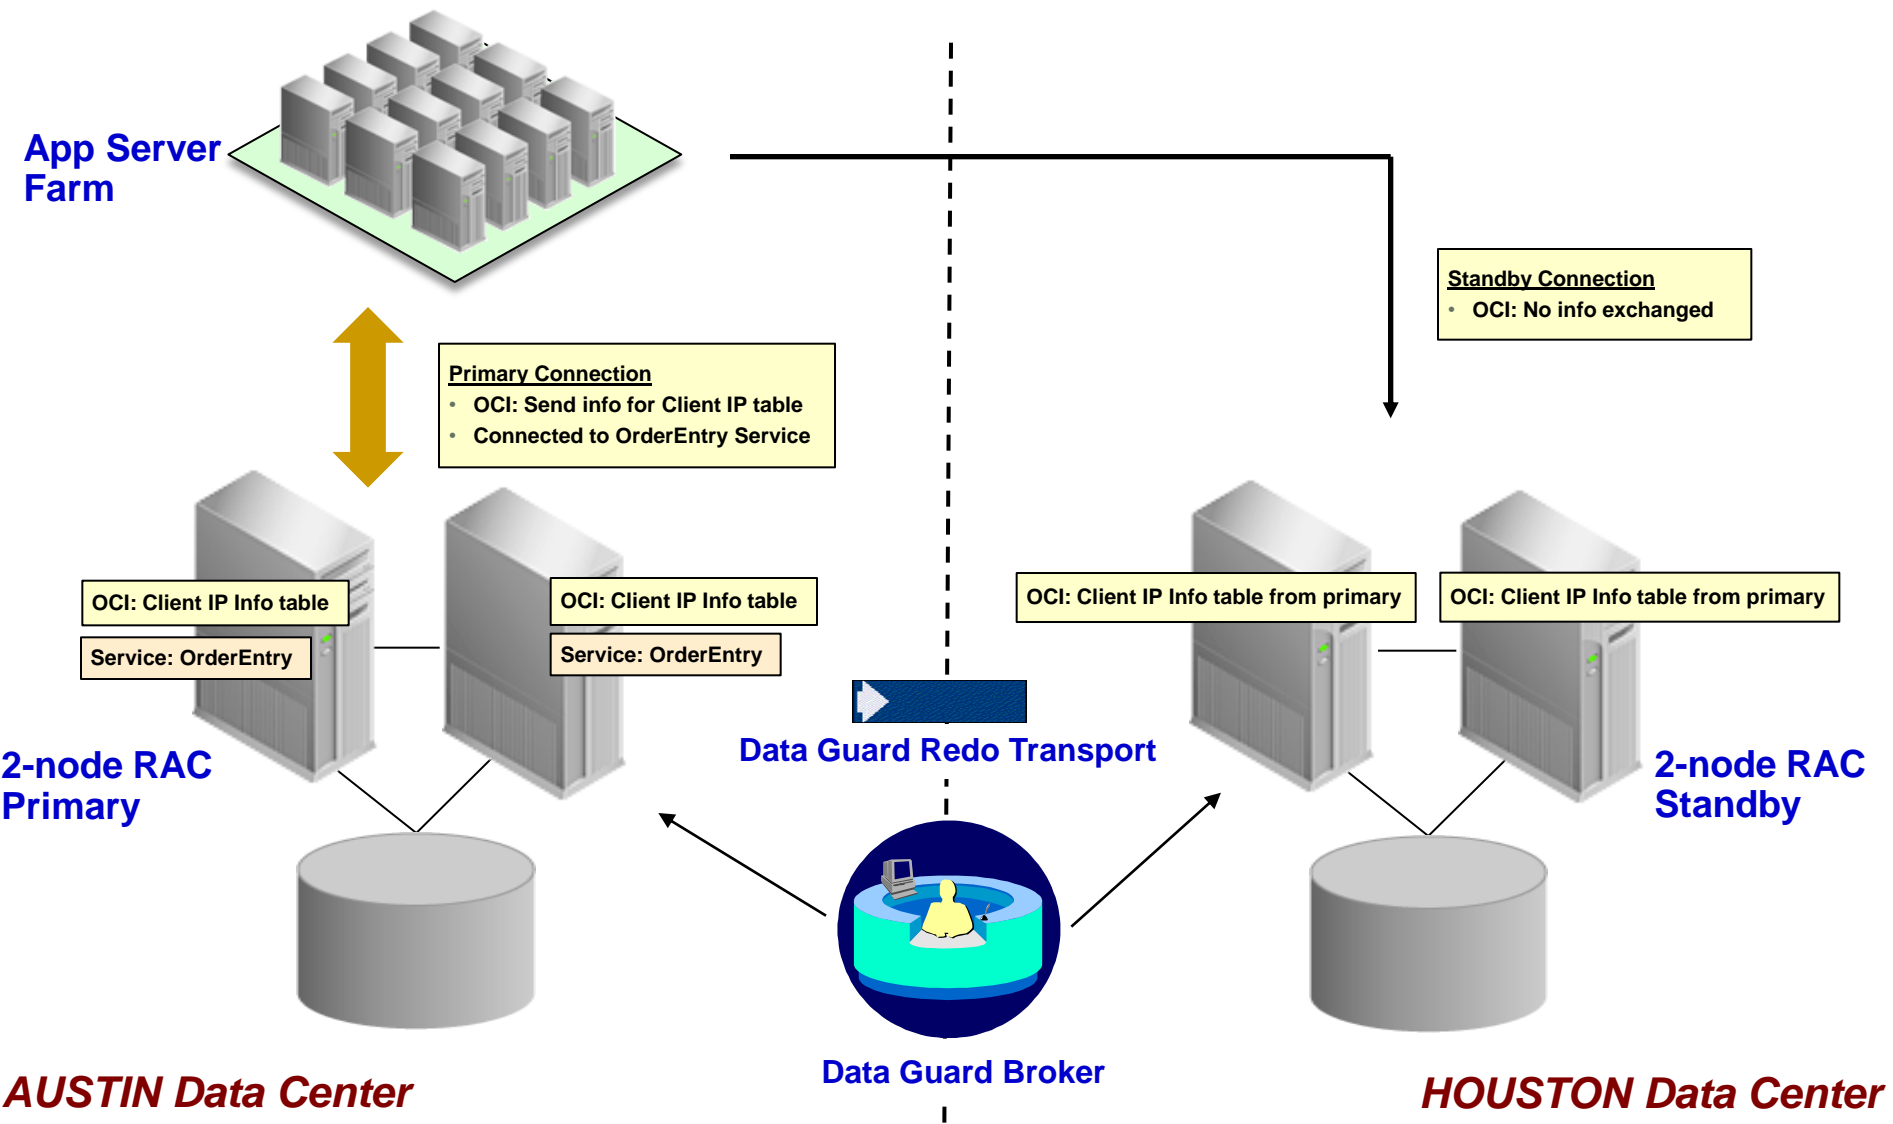 App Server
Farm
Standby Connection
• OCI: No info exchanged
Primary Connection
• OCI: Send info for Client IP table
• Connected to OrderEntry Service
OCI: Client IP Info table
Service: OrderEntry
OCI: Client IP Info table
Service: OrderEntry
OCI: Client IP Info table from primary
OCI: Client IP Info table from primary
Data Guard Redo Transport
2-node RAC
Primary
2-node RAC
Standby
Data Guard Broker
AUSTIN Data Center
HOUSTON Data Center